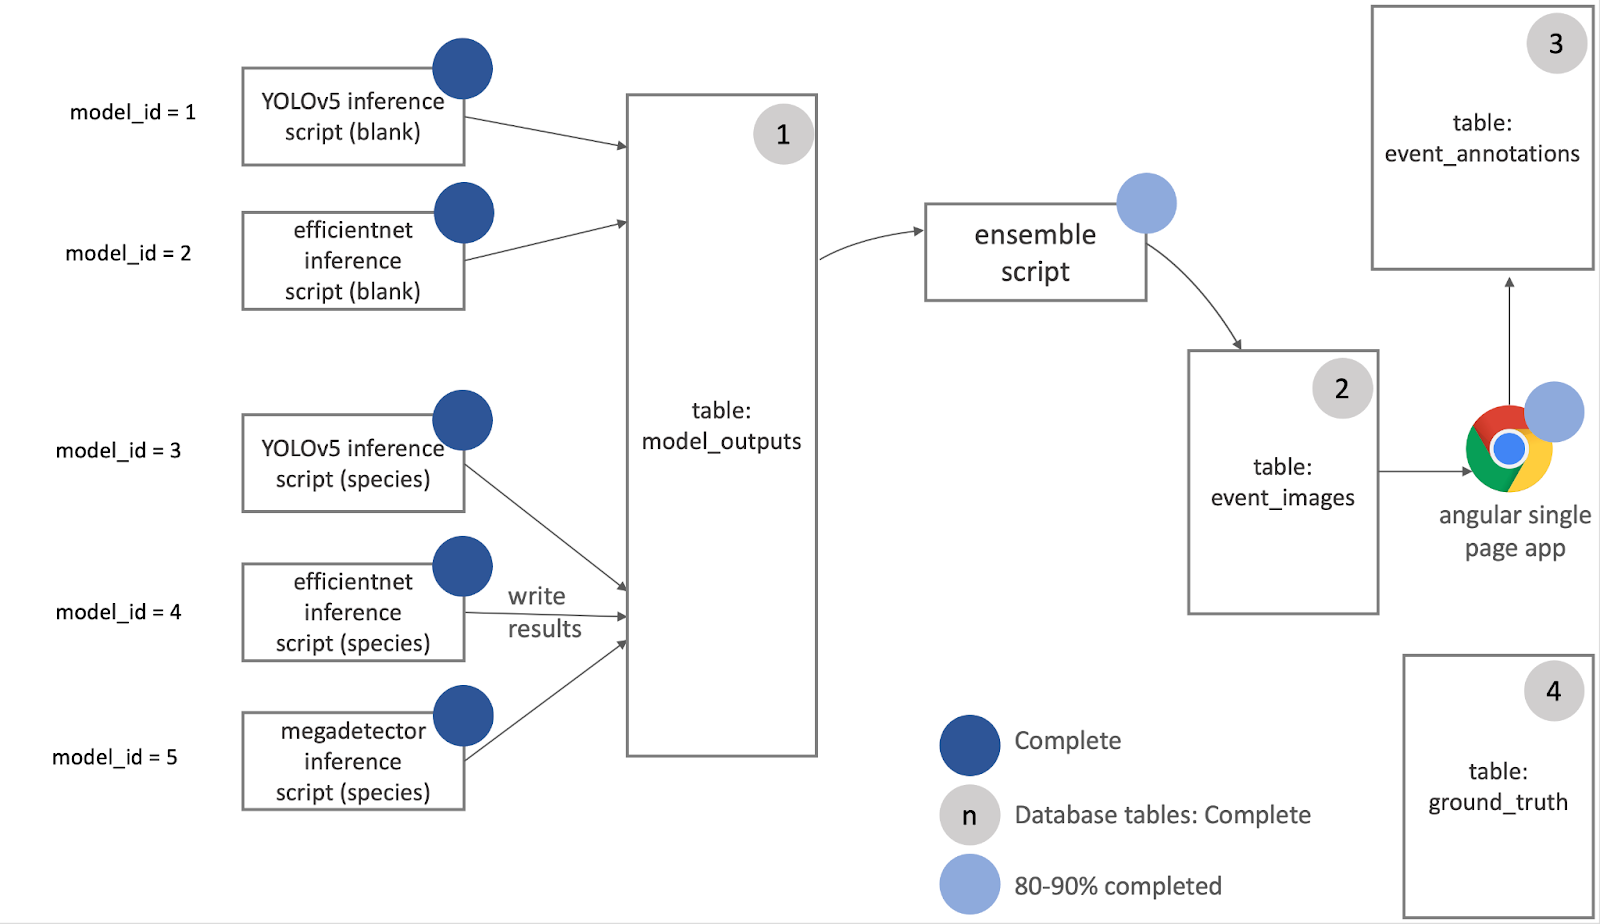 model_id = 1
YOLOv5 inference
script (blank)
model_id = 2
efficientnet
inference
script (blank)
model_id = 3
YOLOv5 inference
script (species)
model_id = 4
efficientnet
inference
script (species)
write
results
model_id = 5
megadetector
inference
script (species)
1
table:
model_outputs
ensemble
script
2
table:
event_images
angular single
page app
3
table:
event_annotations
4
table:
ground_truth
Complete
n
Database tables: Complete
80-90% completed